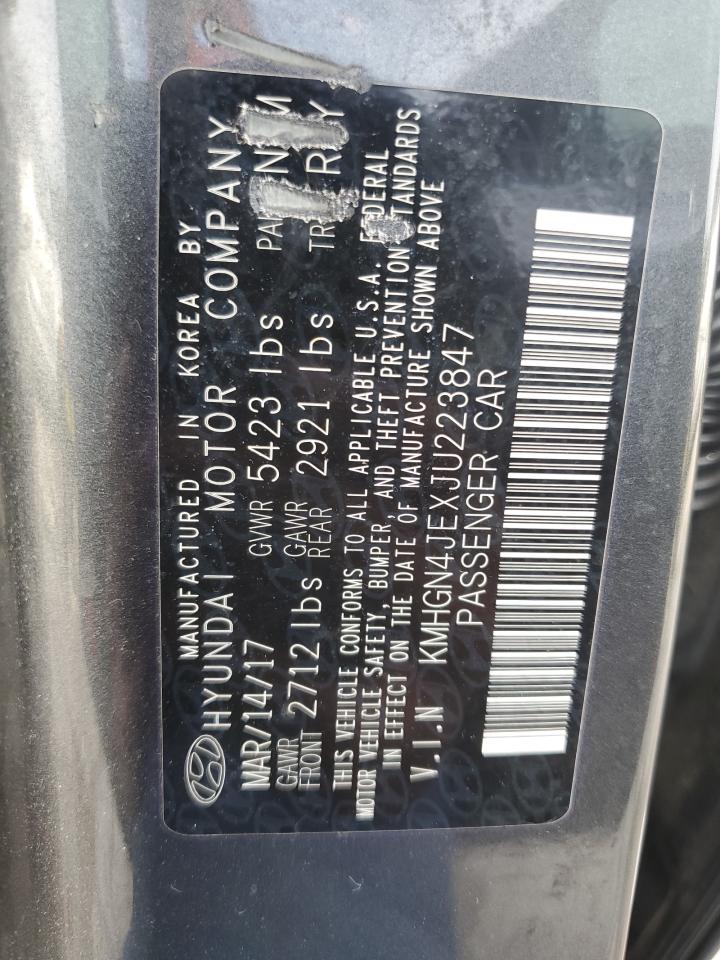 MANUFACTURED IN KOREA BY
HYUNDAI MOTOR COMPANY
MAR/14/17 GVWR 5423 lbs
GAWR FRONT 2712 lbs GAWR REAR 2921 lbs
THIS VEHICLE CONFORMS TO ALL APPLICABLE U.S.A.
MOTOR VEHICLE SAFETY, BUMPER, AND THEFT PREVENTION STANDARDS
IN EFFECT ON THE DATE OF MANUFACTURE SHOWN ABOVE
V.I.N KMHGN4JEXJU223847
PASSENGER CAR